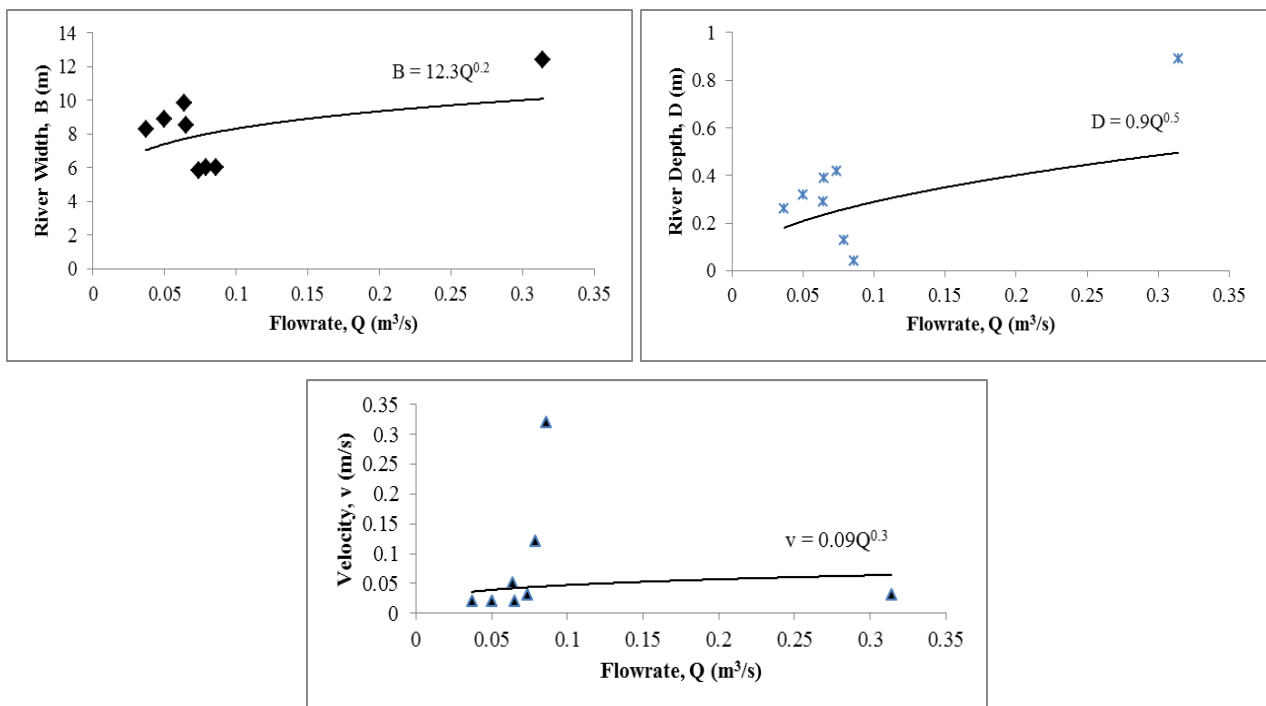 14
12
10
8
6
4
2
0
River Width, B (m)
B = 12.3Q^0.2
0 0.05 0.1 0.15 0.2 0.25 0.3 0.35
Flowrate, Q (m³/s)
1
0.8
0.6
0.4
0.2
0
River Depth, D (m)
D = 0.9Q^0.5
0 0.05 0.1 0.15 0.2 0.25 0.3 0.35
Flowrate, Q (m³/s)
0.35
0.3
0.25
0.2
0.15
0.1
0.05
0
Velocity, v (m/s)
v = 0.09Q^0.3
0 0.05 0.1 0.15 0.2 0.25 0.3 0.35
Flowrate, Q (m³/s)